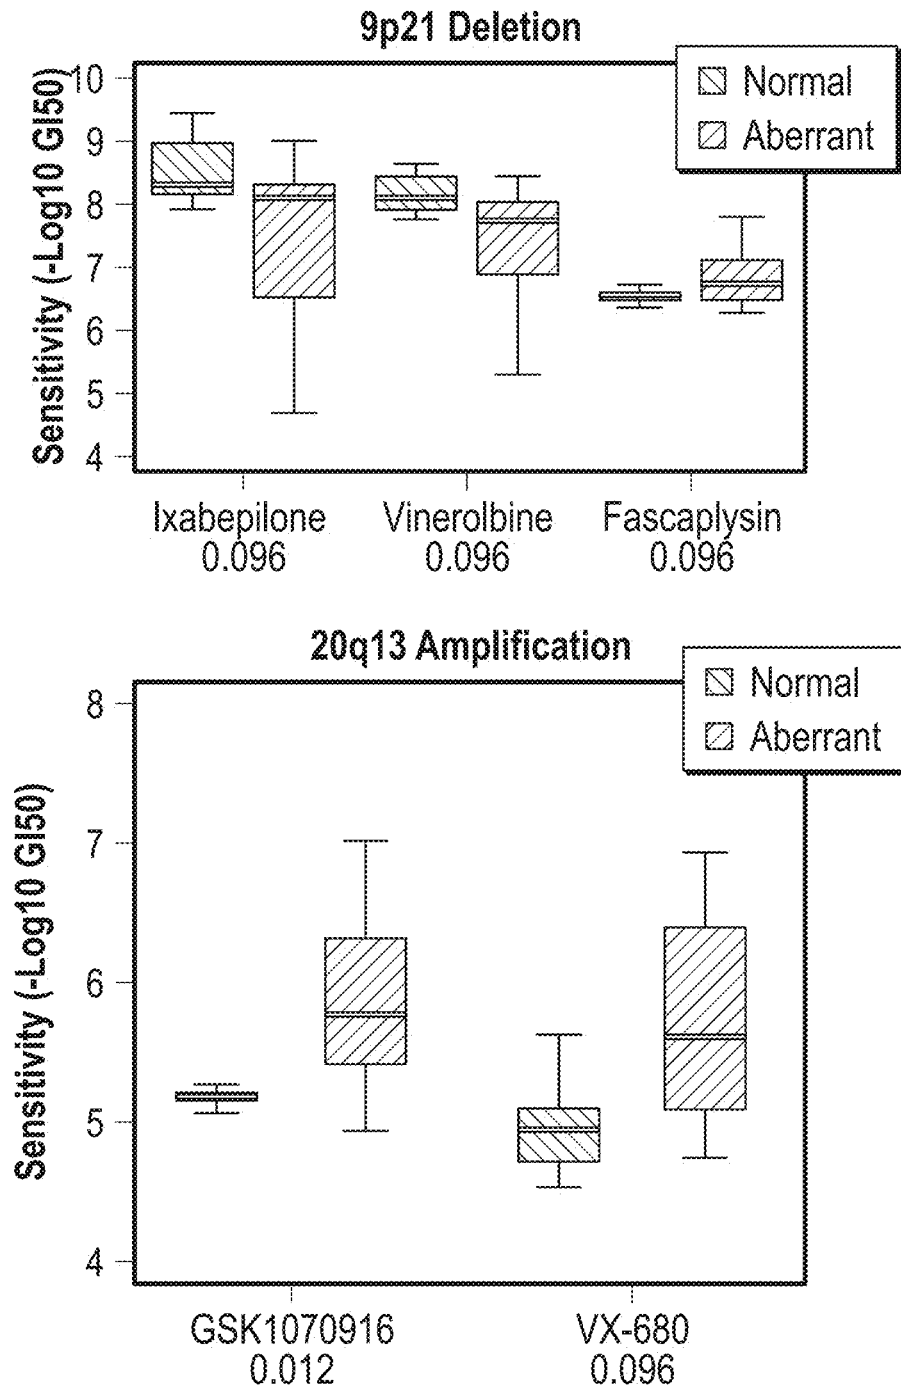 9p21 Deletion
Normal
Aberrant
Sensitivity (-Log10 GI50)
10
9
8
7
6
5
4
Ixabepilone
0.096
Vinerolbine
0.096
Fascaplysin
0.096
20q13 Amplification
Normal
Aberrant
Sensitivity (-Log10 GI50)
8
7
6
5
4
GSK1070916
0.012
VX-680
0.096